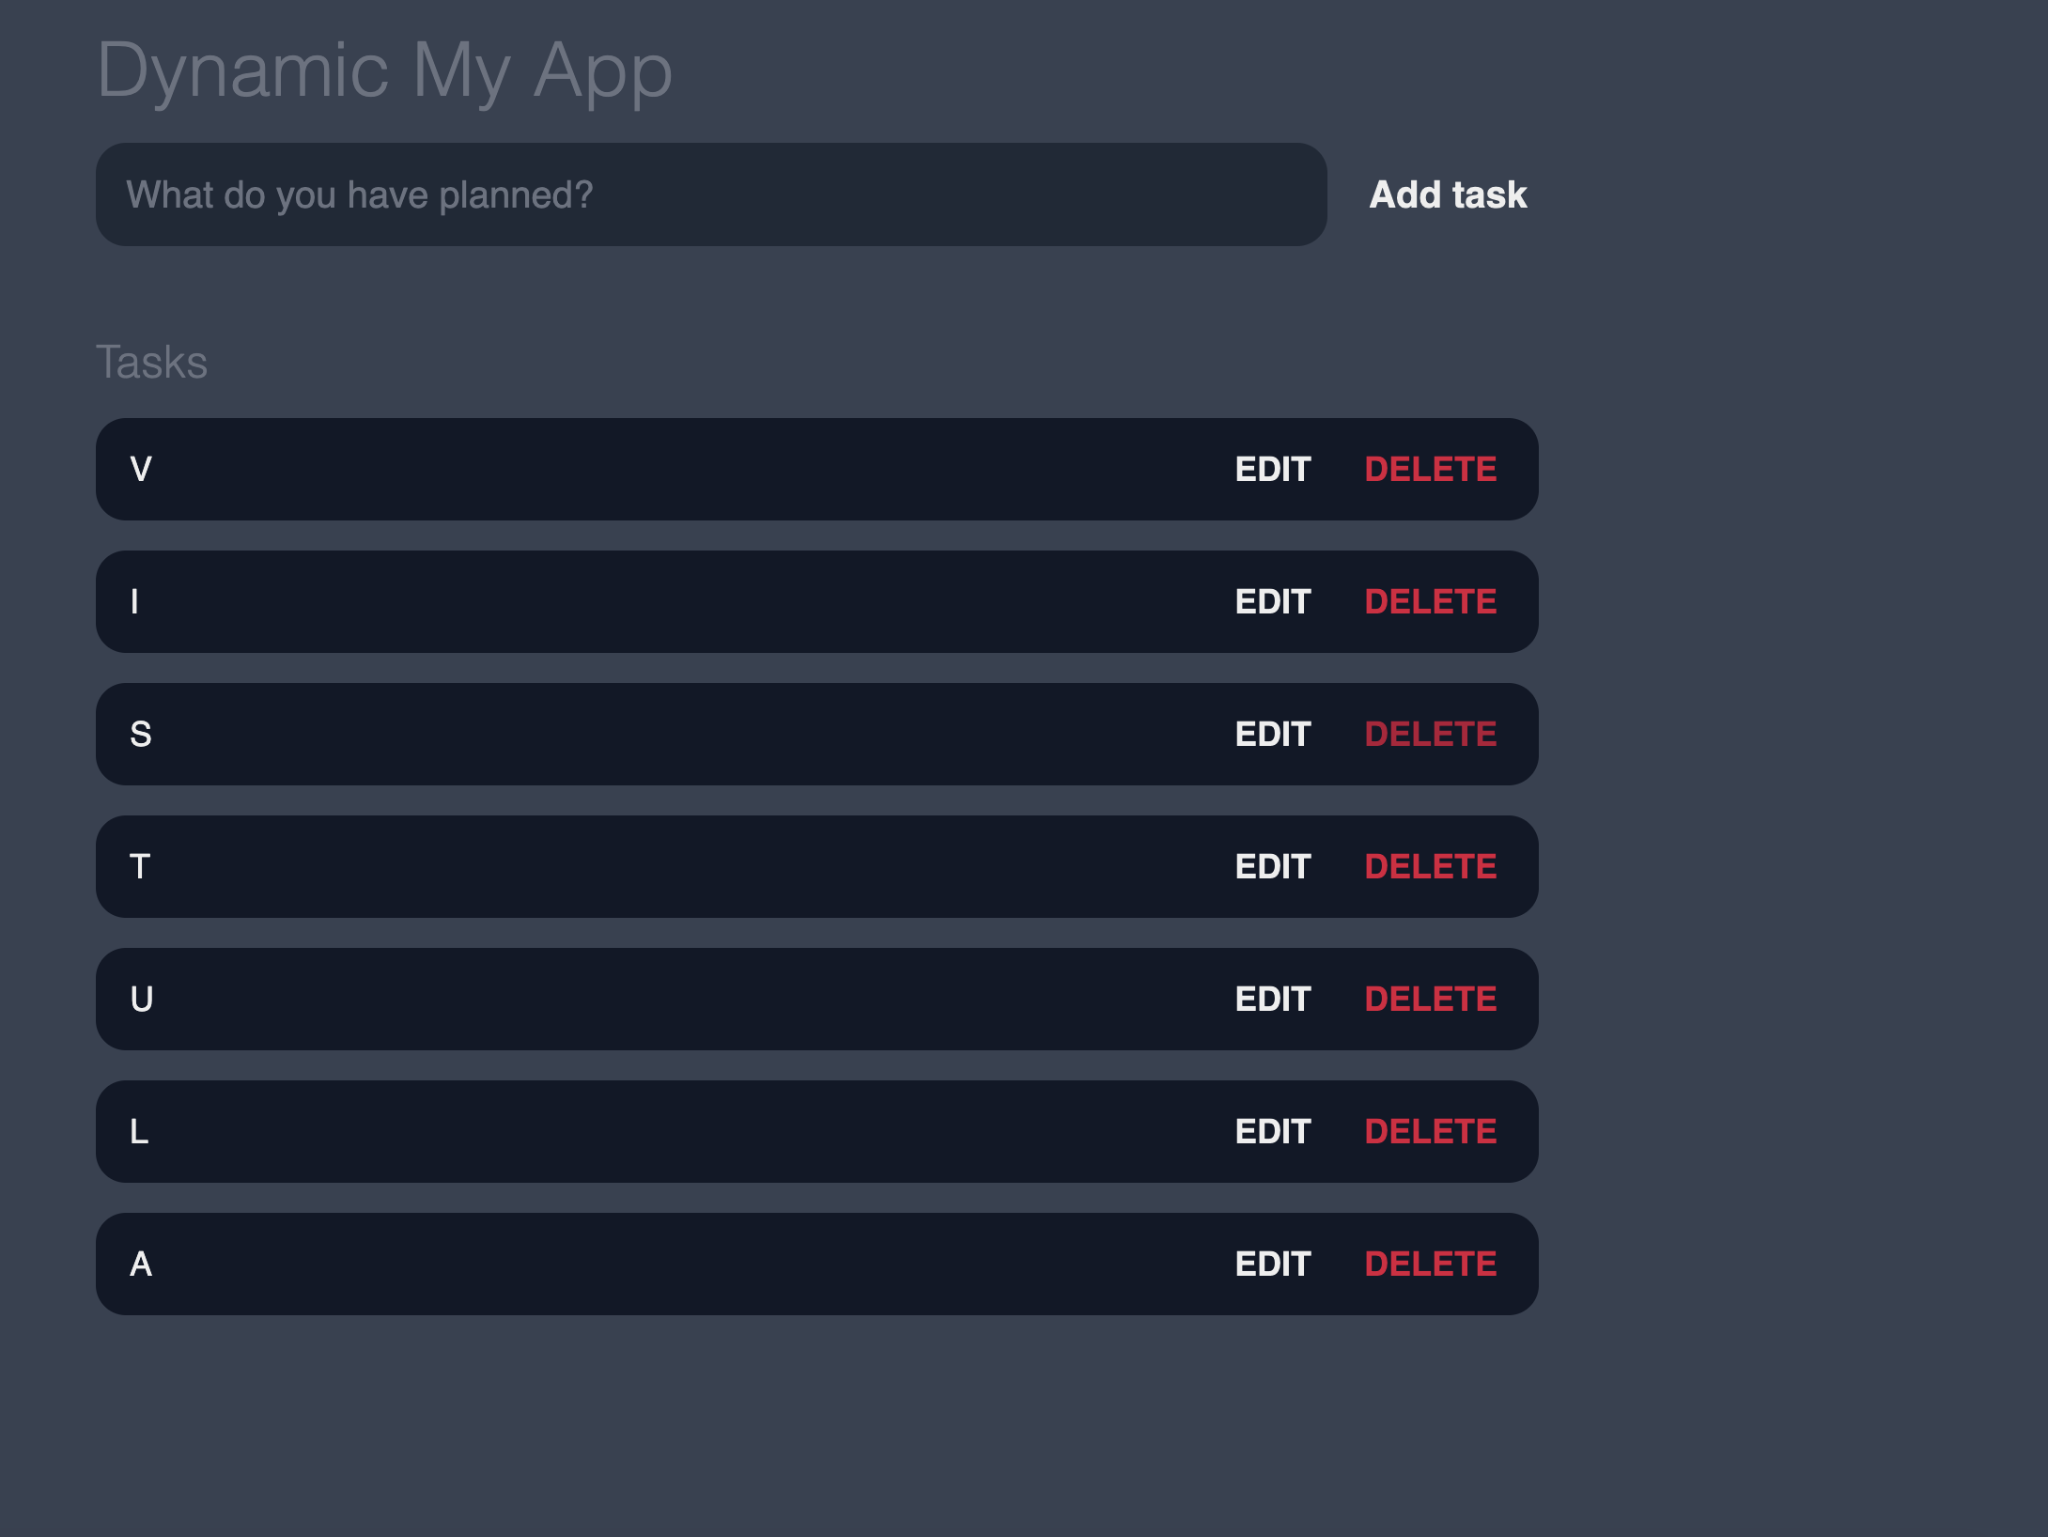 Dynamic My App
What do you have planned? Add task
Tasks
V EDIT DELETE
I EDIT DELETE
S EDIT DELETE
T EDIT DELETE
U EDIT DELETE
L EDIT DELETE
A EDIT DELETE